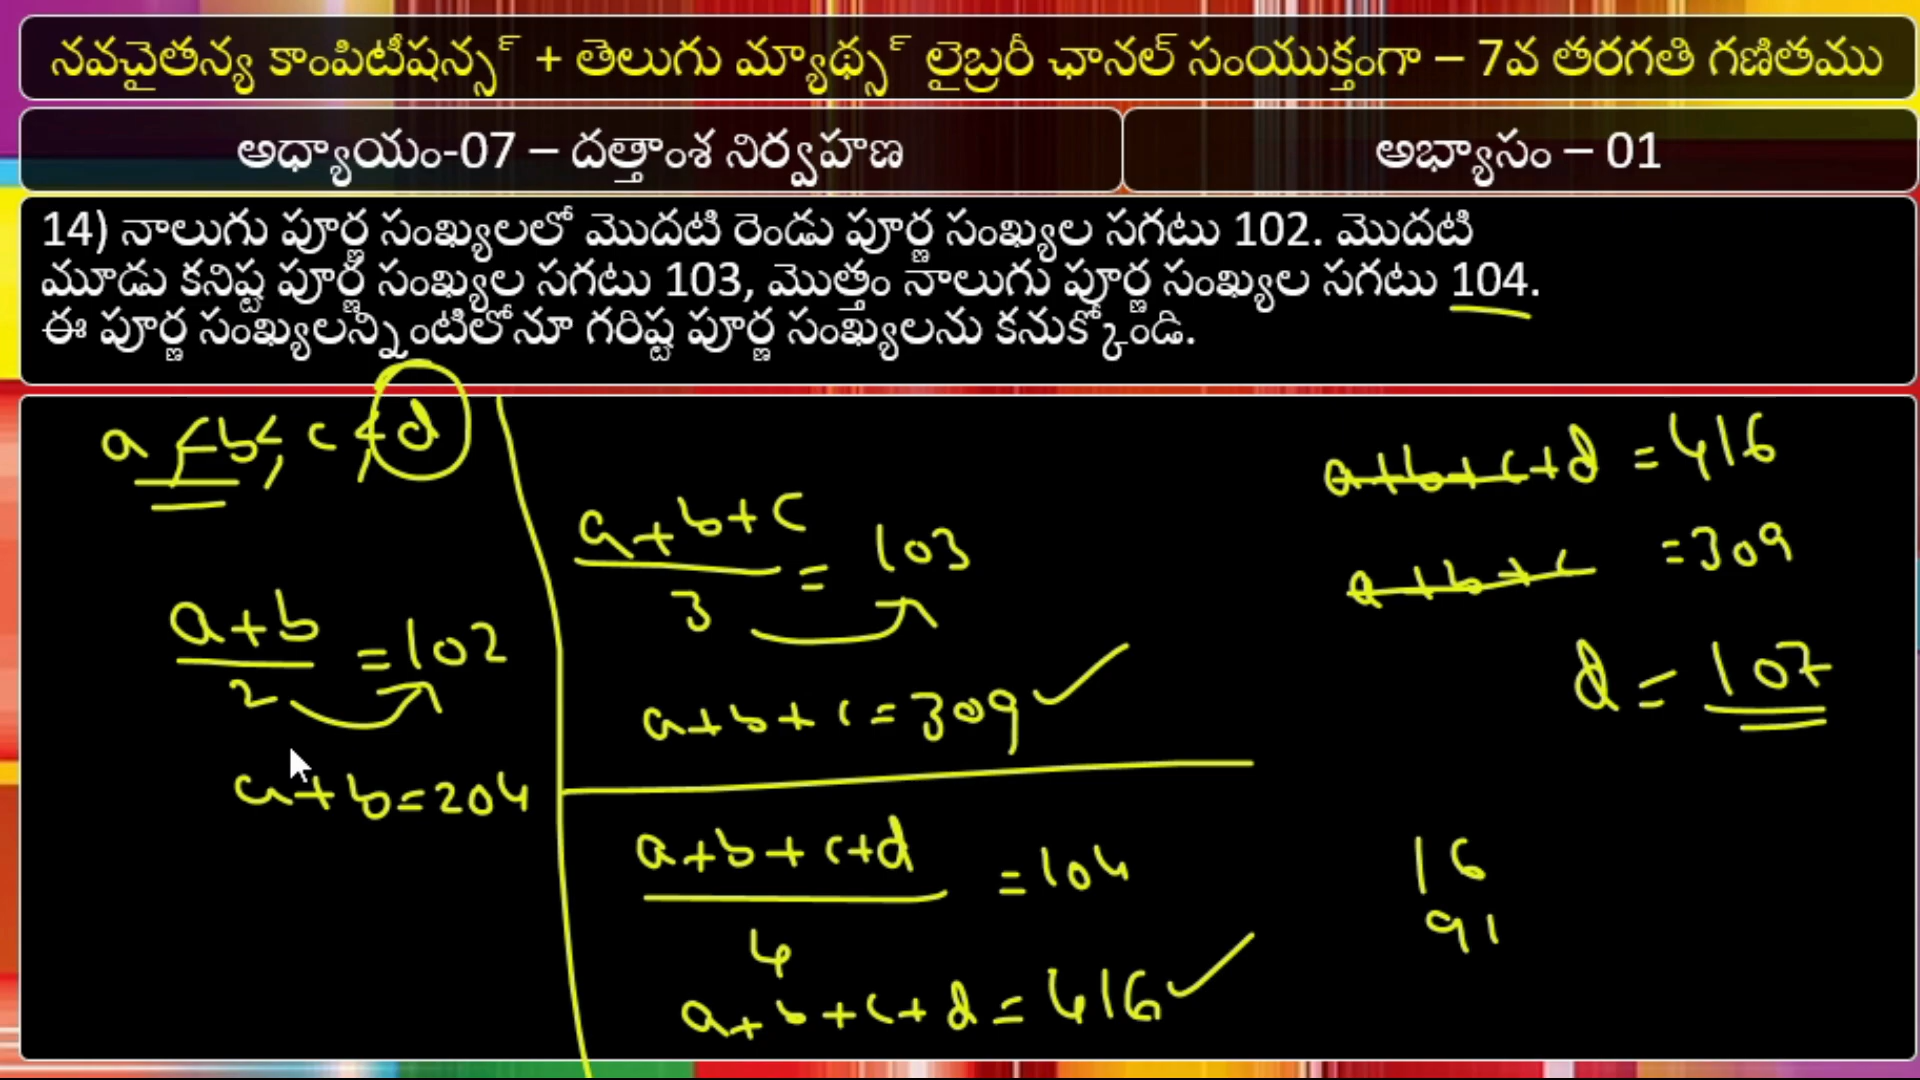 నవచైతన్య కాంపిటీషన్స్ + తెలుగు మ్యాథ్స్ లైబ్రరీ ఛానల్ సంయుక్తంగా – 7వ తరగతి గణితము
అధ్యాయం-07 – దత్తాంశ నిర్వహణ
అభ్యాసం – 01
14) నాలుగు పూర్ణ సంఖ్యలలో మొదటి రెండు పూర్ణ సంఖ్యల సగటు 102. మొదటి
మూడు కనిష్ట పూర్ణ సంఖ్యల సగటు 103, మొత్తం నాలుగు పూర్ణ సంఖ్యల సగటు 104.
ఈ పూర్ణ సంఖ్యలన్నింటిలోనూ గరిష్ట పూర్ణ సంఖ్యలను కనుక్కోండి.
a < b < c < d
a+b
2
=102
a+b=204
a+b+c
3
=103
a+b+c=309
a+b+c+d
4
=104
a+b+c+d=416
a+b+c+d =416
a+b+c =309
d = 107
16
91